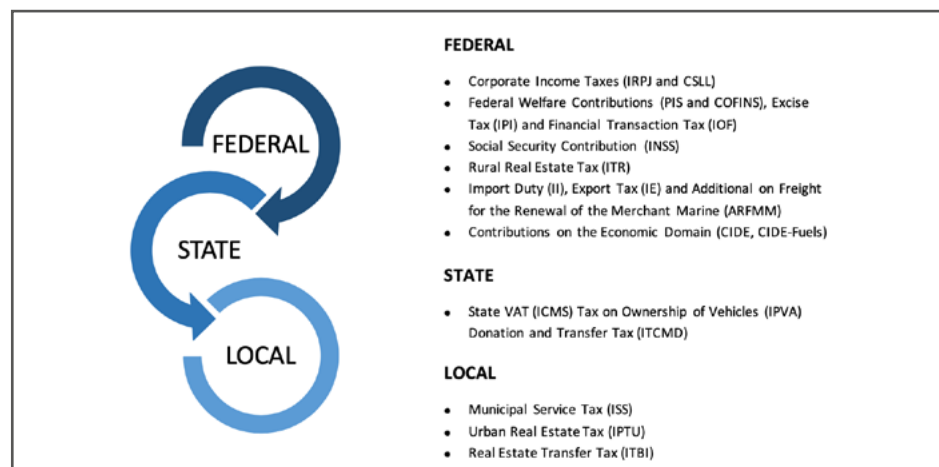 FEDERAL
STATE
LOCAL
FEDERAL
• Corporate Income Taxes (IRPJ and CSLL)
• Federal Welfare Contributions (PIS and COFINS), Excise
Tax (IPI) and Financial Transaction Tax (IOF)
• Social Security Contribution (INSS)
• Rural Real Estate Tax (ITR)
• Import Duty (II), Export Tax (IE) and Additional on Freight
for the Renewal of the Merchant Marine (ARFMM)
• Contributions on the Economic Domain (CIDE, CIDE-Fuels)
STATE
• State VAT (ICMS) Tax on Ownership of Vehicles (IPVA)
Donation and Transfer Tax (ITCMD)
LOCAL
• Municipal Service Tax (ISS)
• Urban Real Estate Tax (IPTU)
• Real Estate Transfer Tax (ITBI)